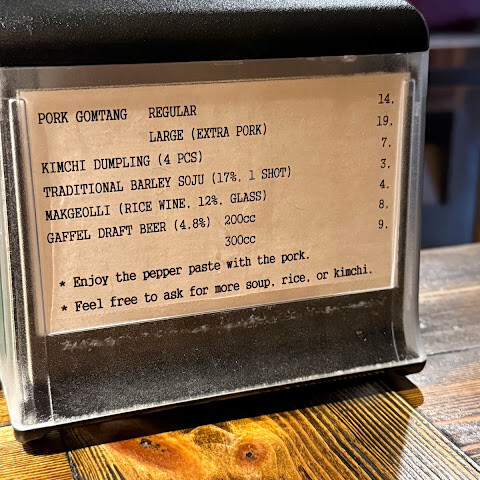 PORK GOMTANG REGULAR 14.
LARGE (EXTRA PORK) 19.
KIMCHI DUMPLING (4 PCS) 7.
TRADITIONAL BARLEY SOJU (17%, 1 SHOT) 3.
MAKGEOLLI (RICE WINE, 12%, GLASS) 4.
GAFFEL DRAFT BEER (4.8%) 200cc 8.
300cc 9.
* Enjoy the pepper paste with the pork.
* Feel free to ask for more soup, rice, or kimchi.